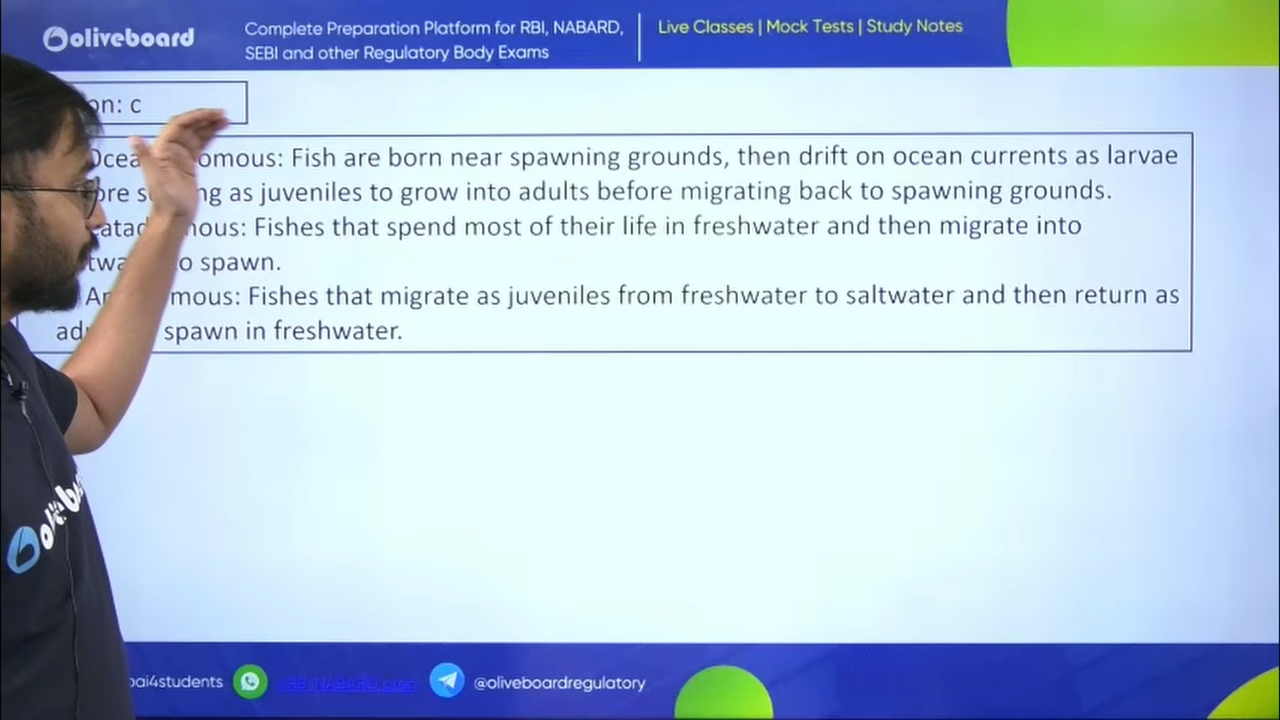 oliveboard
Complete Preparation Platform for RBI, NABARD,
SEBI and other Regulatory Body Exams
Live Classes | Mock Tests | Study Notes
on: c
Fish are born near spawning grounds, then drift on ocean currents as larvae
as juveniles to grow into adults before migrating back to spawning grounds.
Fishes that spend most of their life in freshwater and then migrate into
o spawn.
mous: Fishes that migrate as juveniles from freshwater to saltwater and then return as
spawn in freshwater.
@oliveboardregulatory